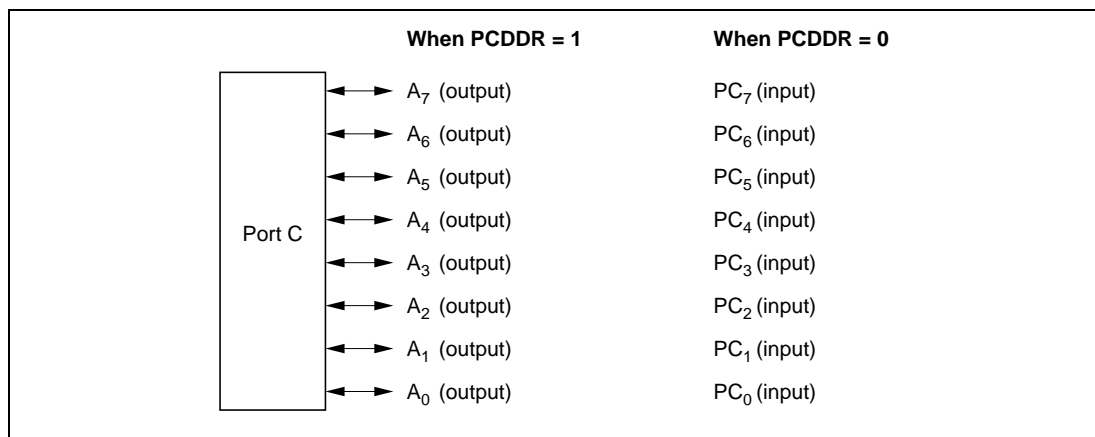 When PCDDR = 1 When PCDDR = 0
A7 (output) PC7 (input)
A6 (output) PC6 (input)
A5 (output) PC5 (input)
A4 (output) PC4 (input)
Port C
A3 (output) PC3 (input)
A2 (output) PC2 (input)
A1 (output) PC1 (input)
A0 (output) PC0 (input)